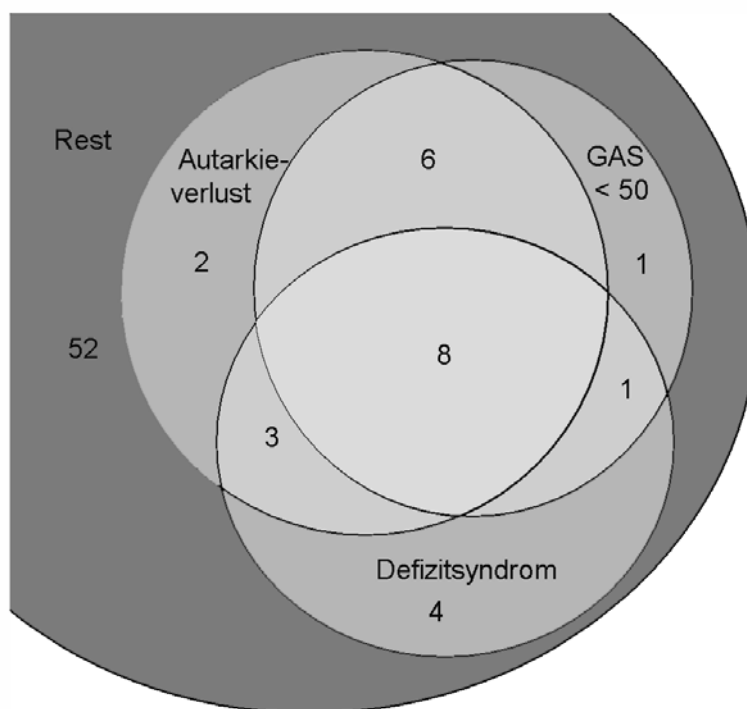 Rest
Autarkie-
verlust
6
GAS
< 50
2
1
52
8
1
3
Defizitsyndrom
4